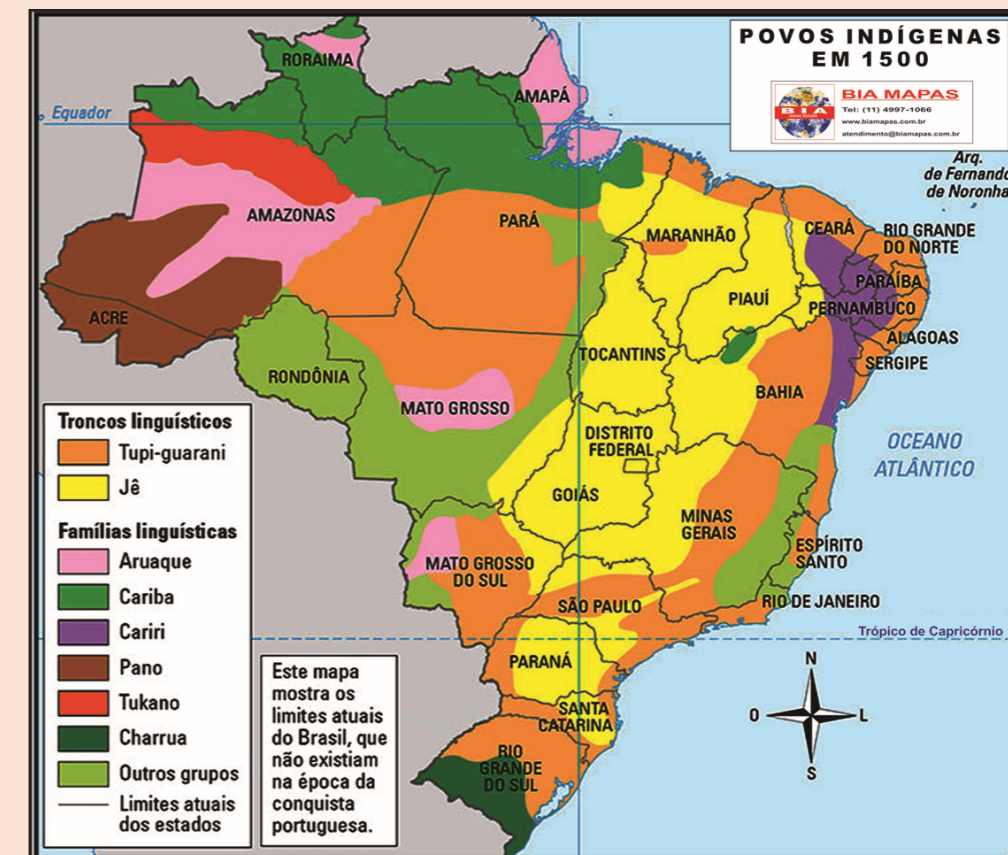 POVOS INDÍGENAS
EM 1500
BIA
BIA MAPAS
Tel: (11) 4997-1066
www.biamapas.com.br
atendimento@biamapas.com.br
Equador
RORAIMA
AMAPÁ
Arq.
de Fernando
de Noronha
AMAZONAS
PARÁ
MARANHÃO
CEARÁ
RIO GRANDE
DO NORTE
PARAÍBA
PIAUÍ
PERNAMBUCO
ACRE
ALAGOAS
TOCANTINS
SERGIPE
RONDÔNIA
BAHIA
MATO GROSSO
DISTRITO
FEDERAL
OCEANO
ATLÂNTICO
GOIÁS
MINAS
GERAIS
ESPÍRITO
SANTO
MATO GROSSO
DO SUL
SÃO PAULO
RIO DE JANEIRO
Trópico de Capricórnio
PARANÁ
SANTA
CATARINA
RIO
GRANDE
DO SUL
N
O
L
S
Troncos linguísticos
Tupi-guarani
Jê
Famílias linguísticas
Aruaque
Cariba
Cariri
Pano
Tukano
Charrua
Outros grupos
Limites atuais
dos estados
Este mapa
mostra os
limites atuais
do Brasil, que
não existiam
na época da
conquista
portuguesa.